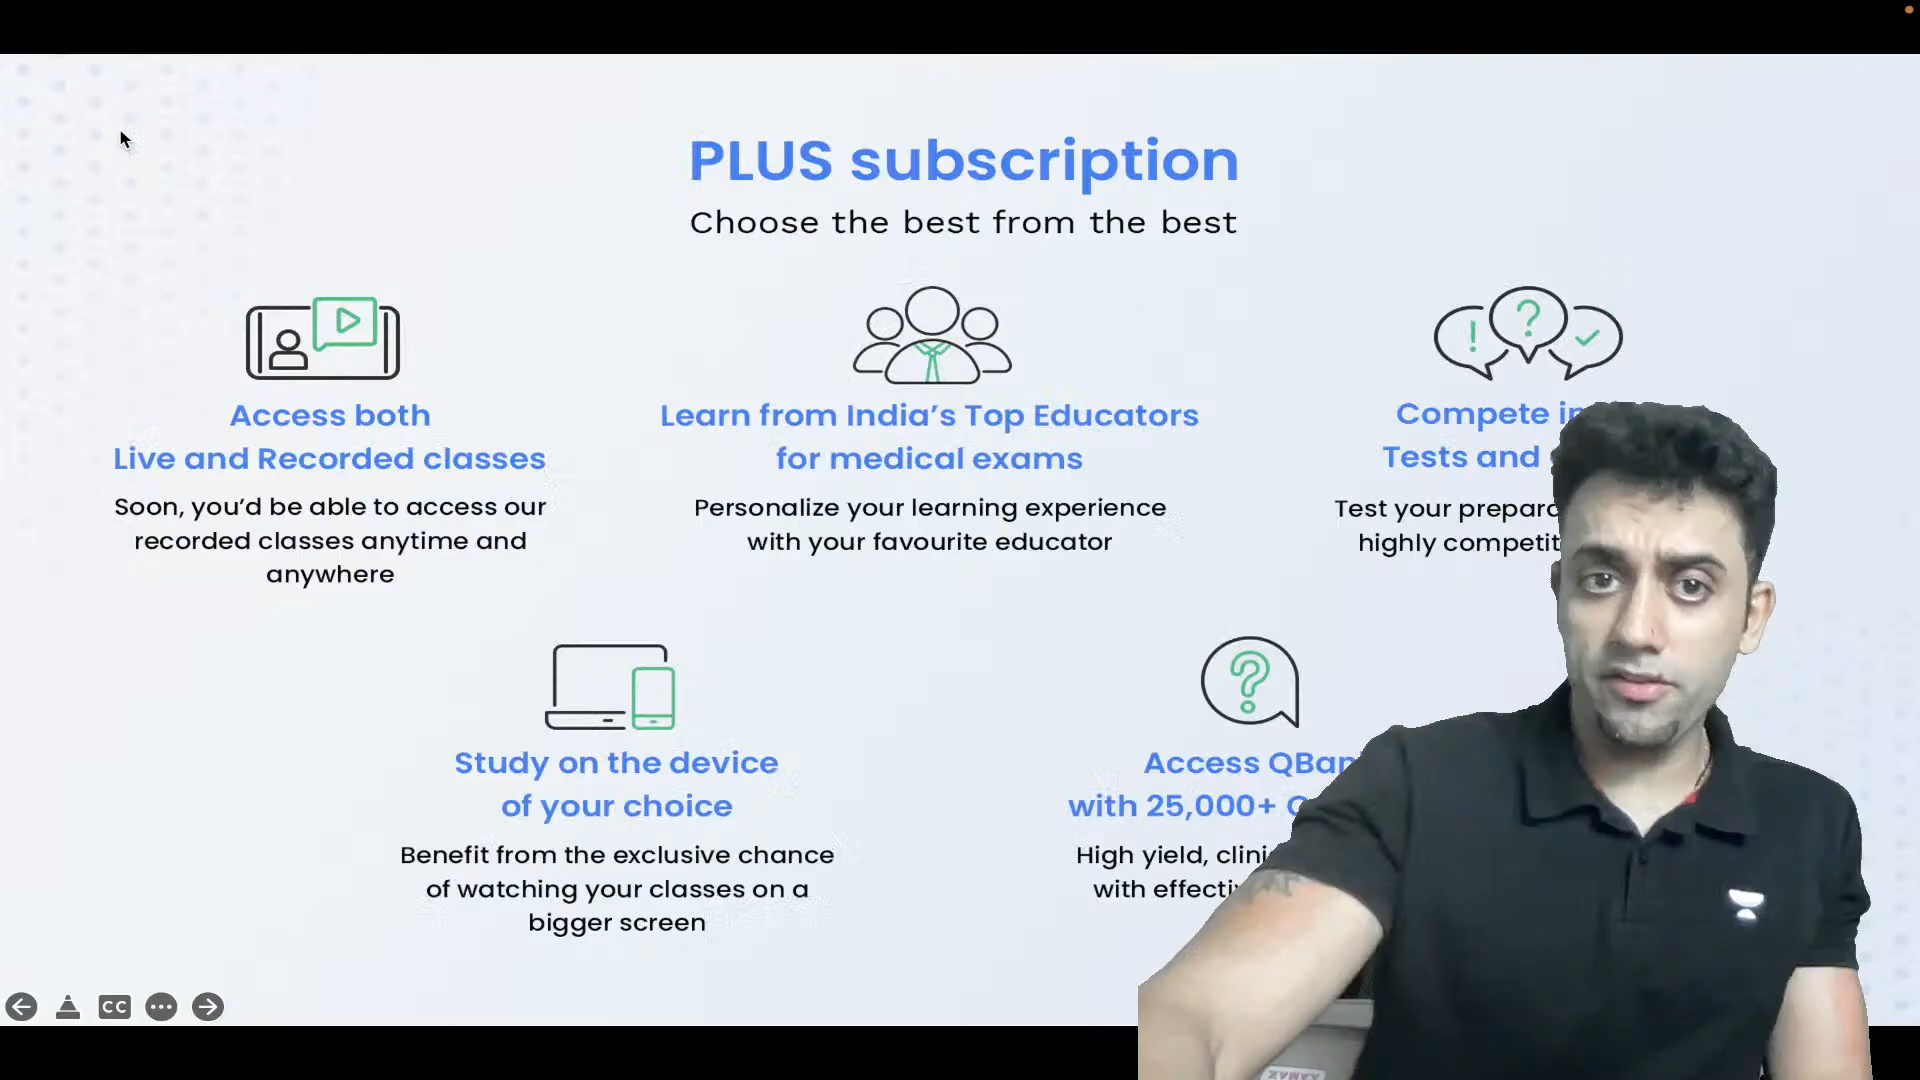 PLUS subscription
Choose the best from the best
Access both
Live and Recorded classes
Soon, you’d be able to access our
recorded classes anytime and
anywhere
Learn from India’s Top Educators
for medical exams
Personalize your learning experience
with your favourite educator
Compete
Tests and
Test your
highly
Study on the device
of your choice
Benefit from the exclusive chance
of watching your classes on a
bigger screen
Access
with 25,000+
High yield,
with
CC